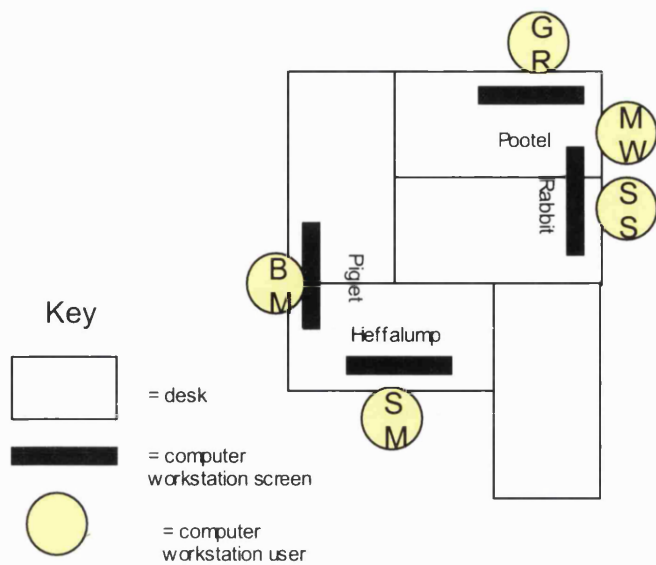 G
R
M
W
Pootel
S
S
Rabbit
B
M
Piglet
Heffalump
S
M
Key
= desk
= computer
workstation screen
= computer
workstation user